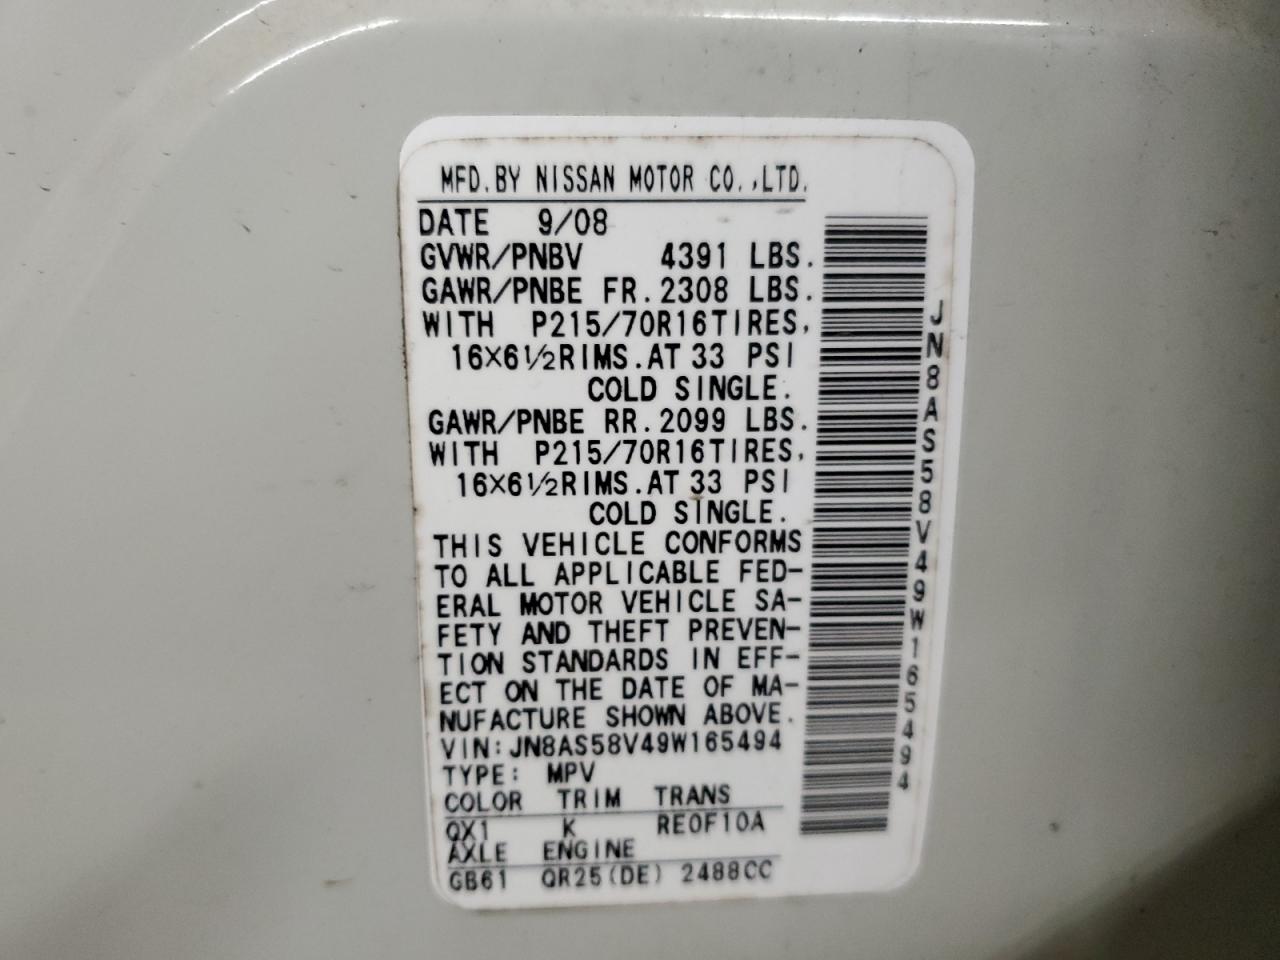 MFD.BY NISSAN MOTOR CO.,LTD.
DATE 9/08
GVWR/PNBV 4391 LBS.
GAWR/PNBE FR.2308 LBS.
WITH P215/70R16TIRES,
16×6½RIMS.AT 33 PSI
COLD SINGLE.
GAWR/PNBE RR.2099 LBS.
WITH P215/70R16TIRES,
16×6½RIMS.AT 33 PSI
COLD SINGLE.
THIS VEHICLE CONFORMS
TO ALL APPLICABLE FED-
ERAL MOTOR VEHICLE SA-
FETY AND THEFT PREVEN-
TION STANDARDS IN EFF-
ECT ON THE DATE OF MA-
NUFACTURE SHOWN ABOVE.
VIN:JN8AS58V49W165494
TYPE: MPV
COLOR TRIM TRANS
QX1 K RE0F10A
AXLE ENGINE
GB61 QR25(DE) 2488CC
JN8AS58V49W165494